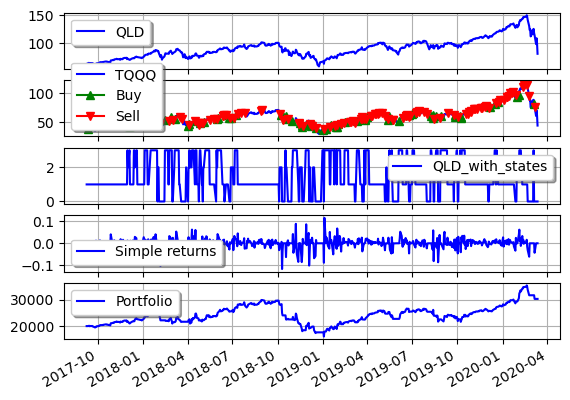 150
100
QLD
100
50
TQQQ
Buy
Sell
2
0
QLD_with_states
0.1
0.0
−0.1
Simple returns
30000
20000
Portfolio
2017-10 2018-01 2018-04 2018-07 2018-10 2019-01 2019-04 2019-07 2019-10 2020-01 2020-04